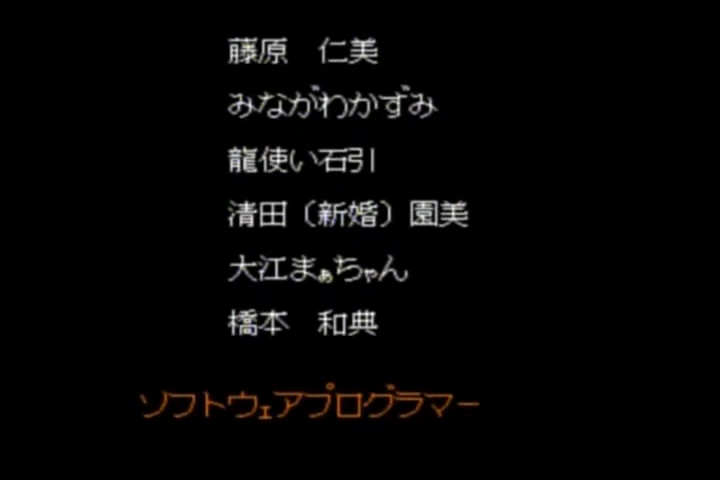 藤原　仁美
みながわかずみ
龍使い石引
清田（新婚）園美
大江まぁちゃん
橋本　和典
ソフトウェアプログラマー